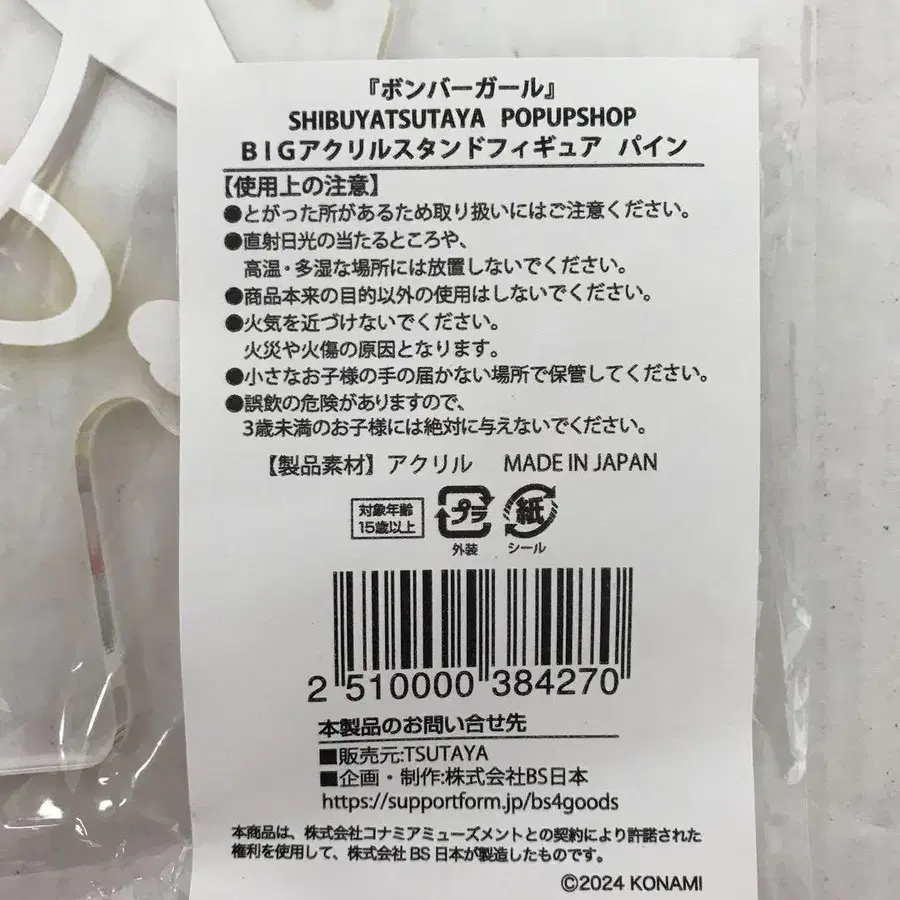 『ボンバーガール』
SHIBUYATSUTAYA POPUPSHOP
BIGアクリルスタンドフィギュア パイン
【使用上の注意】
●とがった所があるため取り扱いにはご注意ください。
●直射日光の当たるところや、
高温・多湿な場所には放置しないでください。
●商品本来の目的以外の使用はしないでください。
●火気を近づけないでください。
火災や火傷の原因となります。
●小さなお子様の手の届かない場所で保管してください。
●誤飲の危険がありますので、
3歳未満のお子様には絶対に与えないでください。
【製品素材】アクリル MADE IN JAPAN
対象年齢
15歳以上
プラ
外装
紙
シール
2 510000 384270
本製品のお問い合せ先
■販売元:TSUTAYA
■企画・制作:株式会社BS日本
https://supportform.jp/bs4goods
本商品は、株式会社コナミアミューズメントとの契約により許諾された
権利を使用して、株式会社BS日本が製造したものです。
©2024 KONAMI